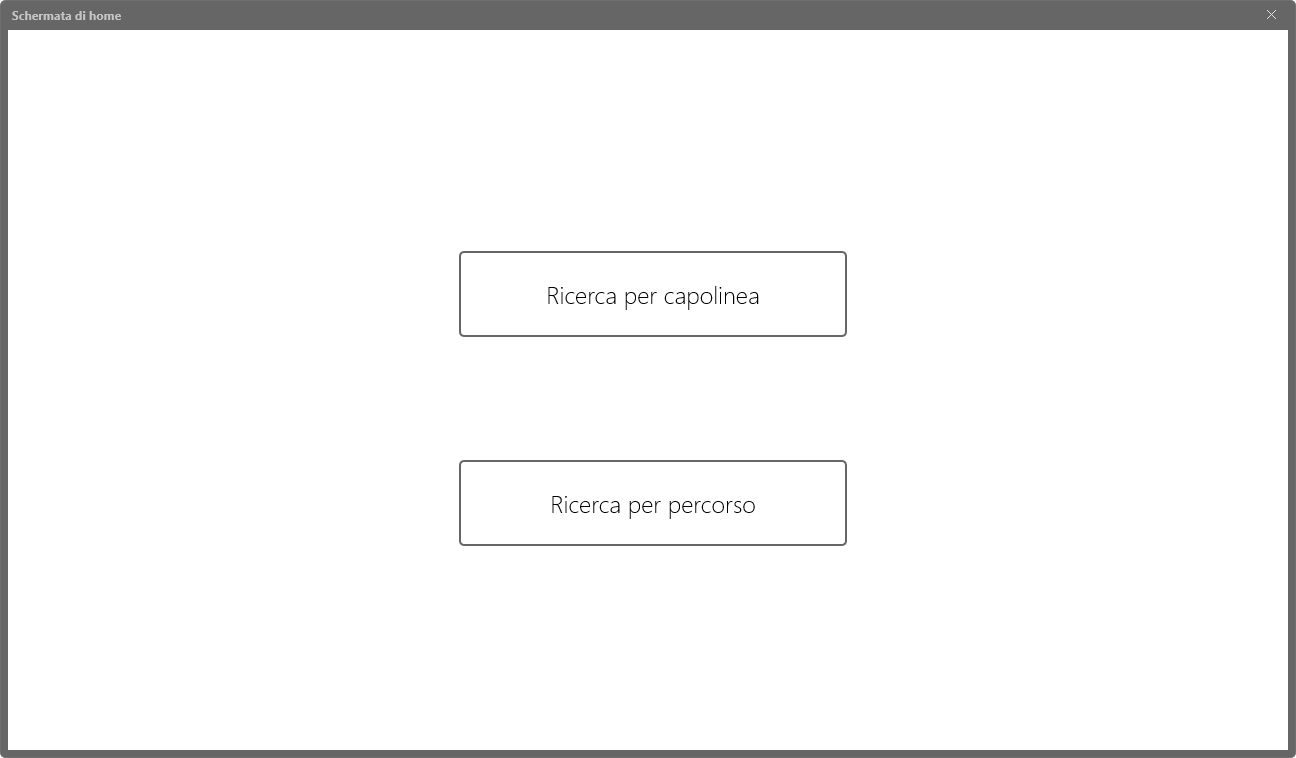 Schermata di home
Ricerca per capolinea
Ricerca per percorso